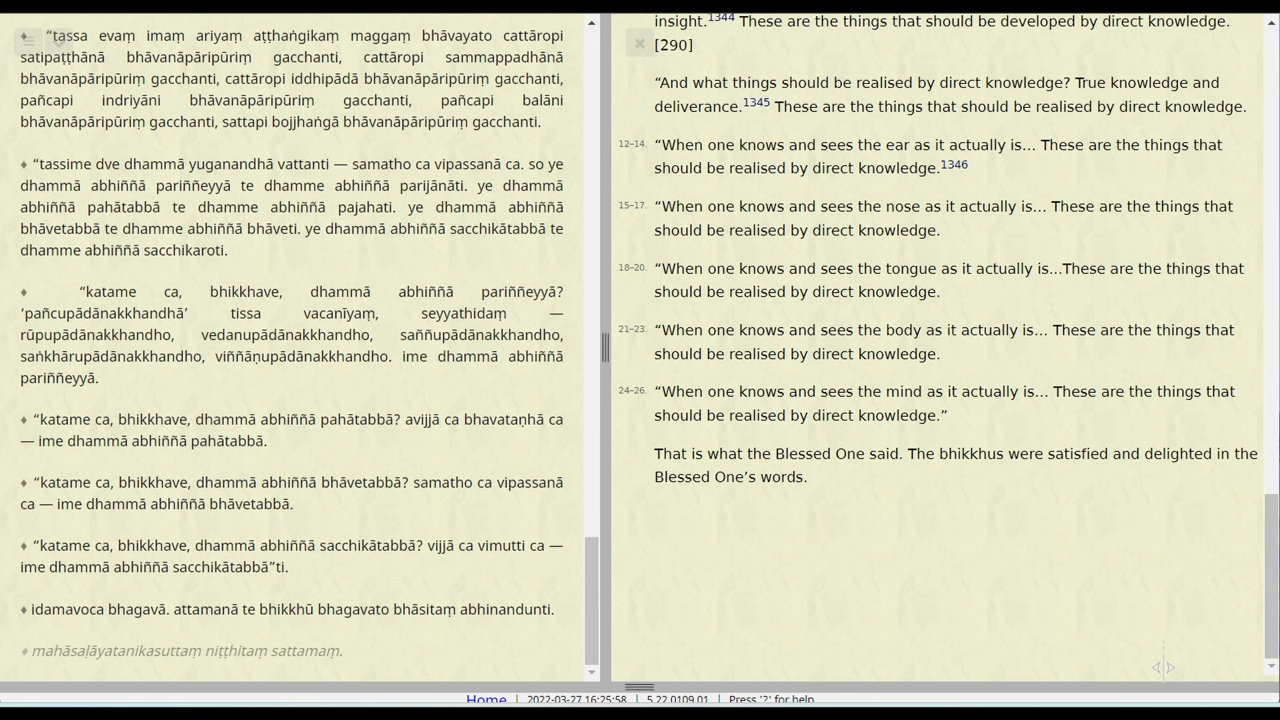 ♦ “tassa evaṃ imaṃ ariyaṃ aṭṭhaṅgikaṃ maggaṃ bhāvayato cattāropi
satipaṭṭhānā bhāvanāpāripūriṃ gacchanti, cattāropi sammappadhānā
bhāvanāpāripūriṃ gacchanti, cattāropi iddhipādā bhāvanāpāripūriṃ gacchanti,
pañcapi indriyāni bhāvanāpāripūriṃ gacchanti, pañcapi balāni
bhāvanāpāripūriṃ gacchanti, sattapi bojjhaṅgā bhāvanāpāripūriṃ gacchanti.
♦ “tassime dve dhammā yuganandhā vattanti — samatho ca vipassanā ca. so ye
dhammā abhiññā pariññeyyā te dhamme abhiññā parijānāti. ye dhammā
abhiññā pahātabbā te dhamme abhiññā pajahati. ye dhammā abhiññā
bhāvetabbā te dhamme abhiññā bhāveti. ye dhammā abhiññā sacchikātabbā te
dhamme abhiññā sacchikaroti.
♦ “katame ca, bhikkhave, dhammā abhiññā pariññeyyā?
‘pañcupādānakkhandhā’ tissa vacanīyaṃ, seyyathidaṃ —
rūpupādānakkhandho, vedanupādānakkhandho, saññupādānakkhandho,
saṅkhārupādānakkhandho, viññāṇupādānakkhandho. ime dhammā abhiññā
pariññeyyā.
♦ “katame ca, bhikkhave, dhammā abhiññā pahātabbā? avijjā ca bhavataṇhā ca
— ime dhammā abhiññā pahātabbā.
♦ “katame ca, bhikkhave, dhammā abhiññā bhāvetabbā? samatho ca vipassanā
ca — ime dhammā abhiññā bhāvetabbā.
♦ “katame ca, bhikkhave, dhammā abhiññā sacchikātabbā? vijjā ca vimutti ca —
ime dhammā abhiññā sacchikātabbā”ti.
♦ idamavoca bhagavā. attamanā te bhikkhū bhagavato bhāsitaṃ abhinandunti.
♦ mahāsaḷāyatanikasuttaṃ niṭṭhitaṃ sattamaṃ.
insight.1344 These are the things that should be developed by direct knowledge.
[290]
“And what things should be realised by direct knowledge? True knowledge and
deliverance.1345 These are the things that should be realised by direct knowledge.
12–14. “When one knows and sees the ear as it actually is… These are the things that
should be realised by direct knowledge.1346
15–17. “When one knows and sees the nose as it actually is… These are the things that
should be realised by direct knowledge.
18–20. “When one knows and sees the tongue as it actually is…These are the things that
should be realised by direct knowledge.
21–23. “When one knows and sees the body as it actually is… These are the things that
should be realised by direct knowledge.
24–26. “When one knows and sees the mind as it actually is… These are the things that
should be realised by direct knowledge.”
That is what the Blessed One said. The bhikkhus were satisfied and delighted in the
Blessed One’s words.
Home | 2022-03-27 16:25:58 | 5.22.0109.01 | Press '?' for help